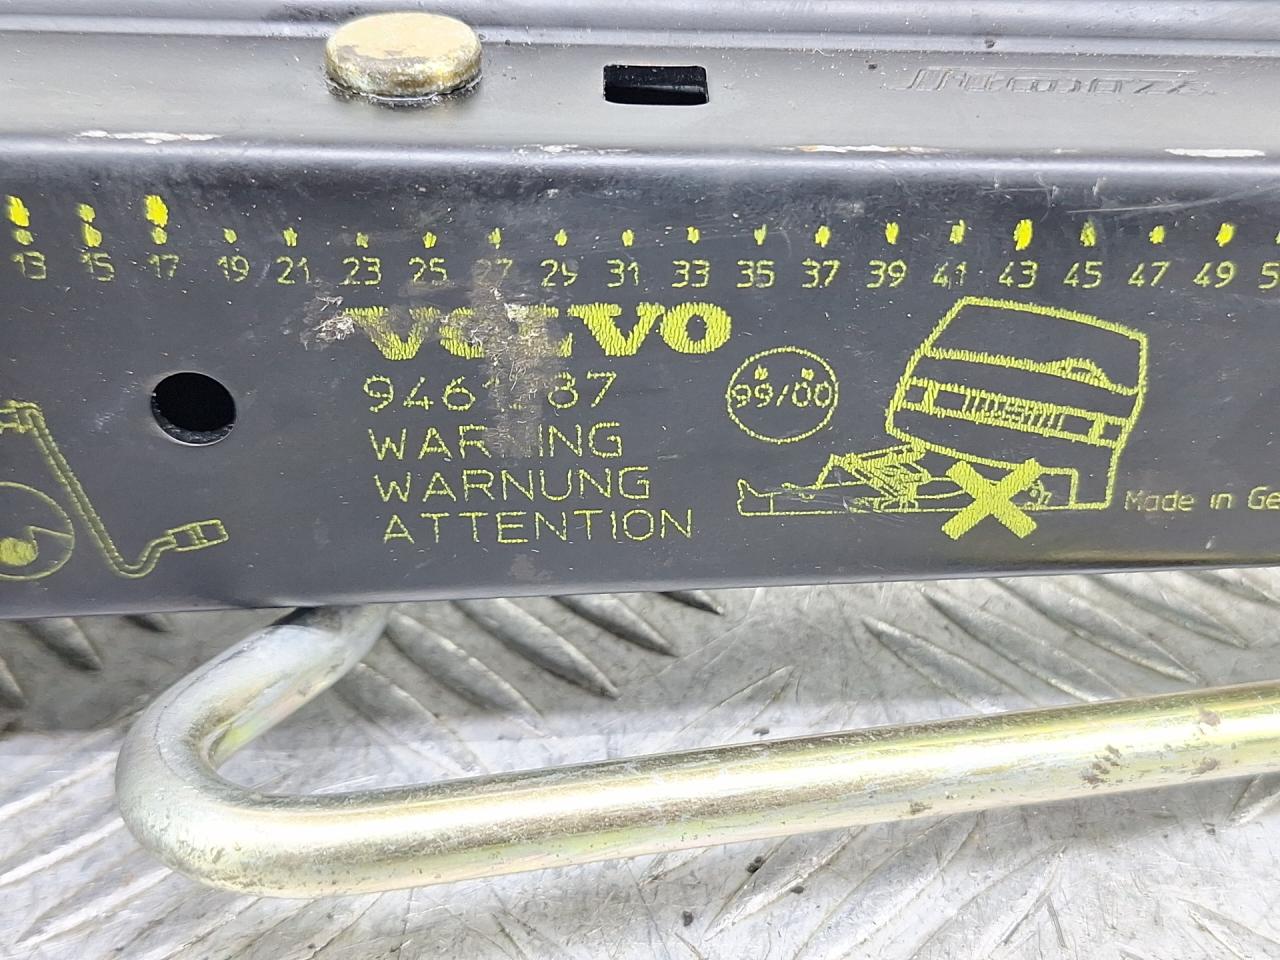 13 15 17 19 21 23 25 27 29 31 33 35 37 39 41 43 45 47 49
VOLVO
99/00
WARNING
WARNUNG
ATTENTION
Made in